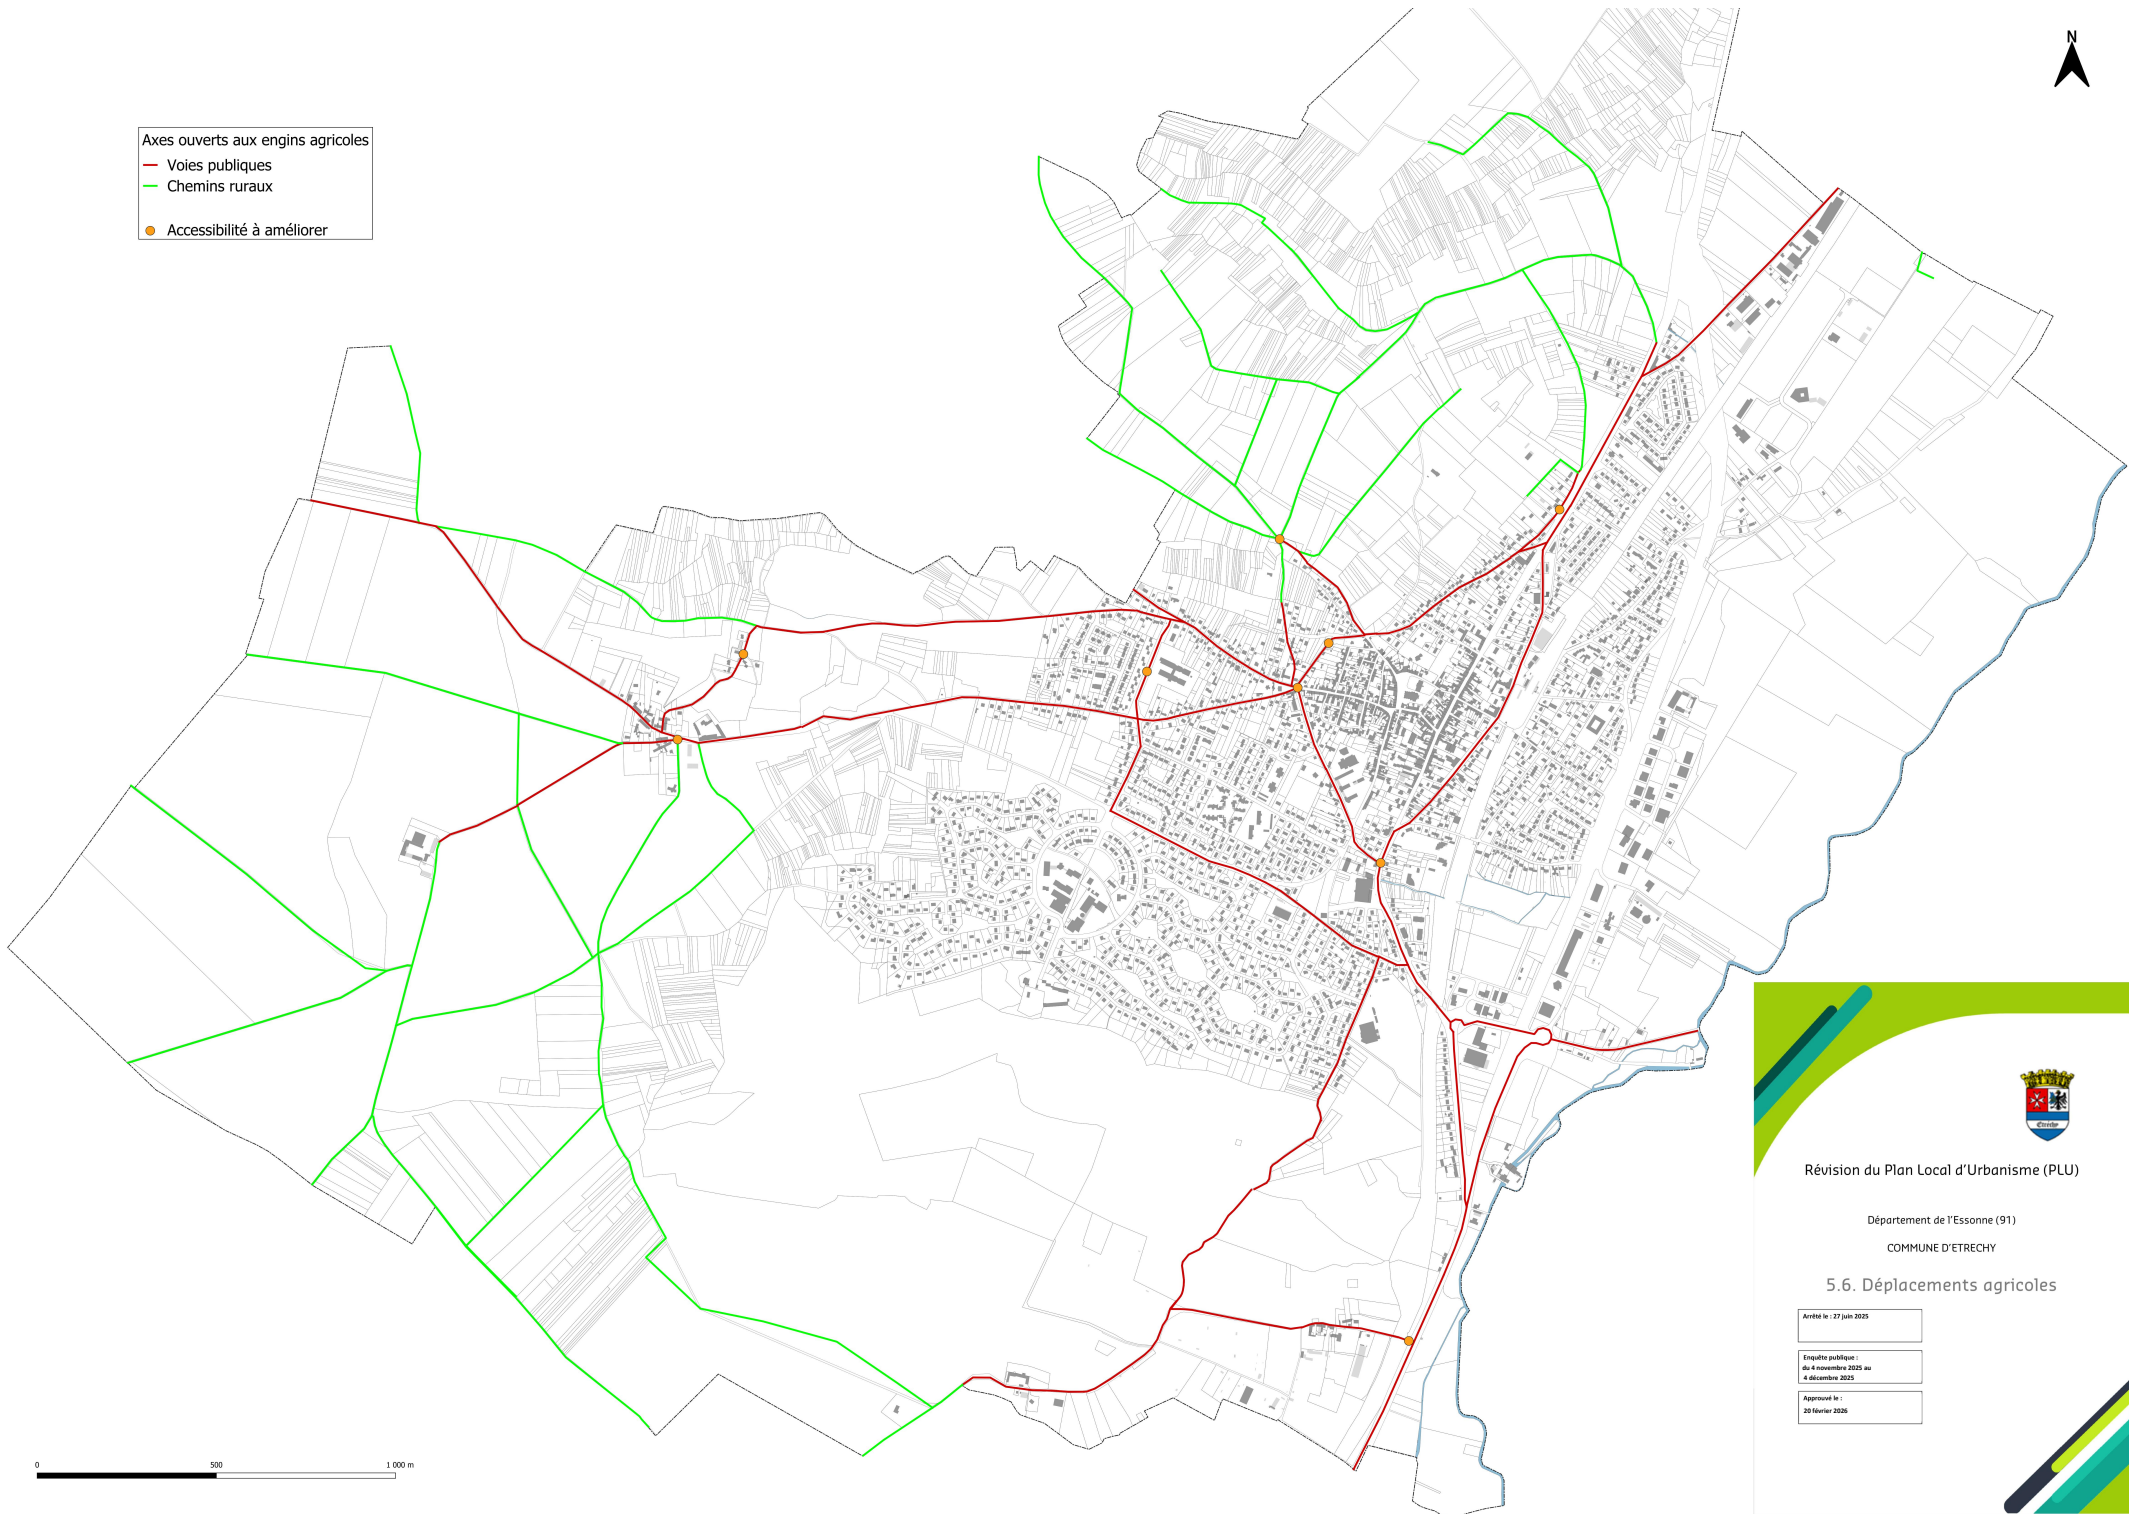 N
Axes ouverts aux engins agricoles
Voies publiques
Chemins ruraux
Accessibilité à améliorer
Etréchy
Révision du Plan Local d'Urbanisme (PLU)
Département de l'Essonne (91)
COMMUNE D'ETRECHY
5.6. Déplacements agricoles
Arrêté le : 27 juin 2025
Enquête publique :
du 4 novembre 2025 au
4 décembre 2025
Approuvé le :
20 février 2026
0 500 1 000 m